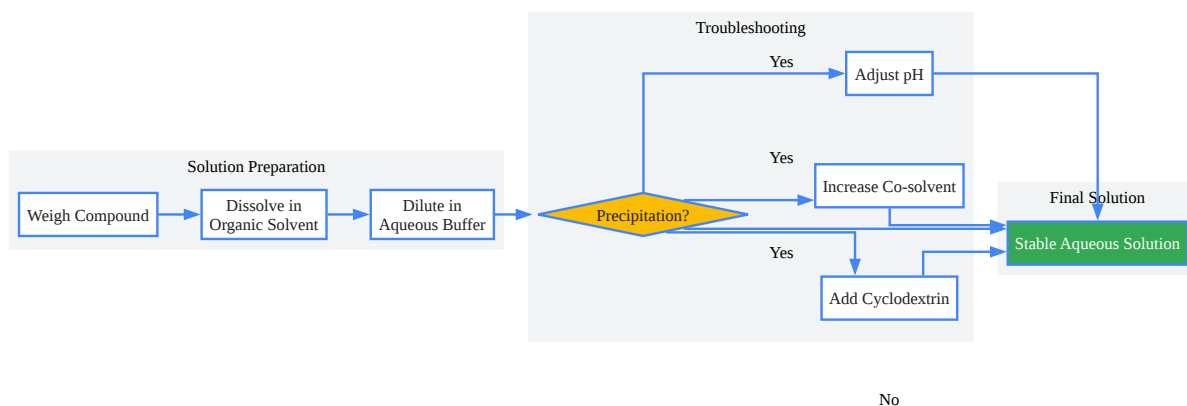 Troubleshooting
Yes
Adjust pH
Solution Preparation
Yes
Weigh Compound
Dissolve in
Organic Solvent
Dilute in
Aqueous Buffer
Precipitation?
Increase Co-solvent
Final Solution
Stable Aqueous Solution
Yes
Add Cyclodextrin
No